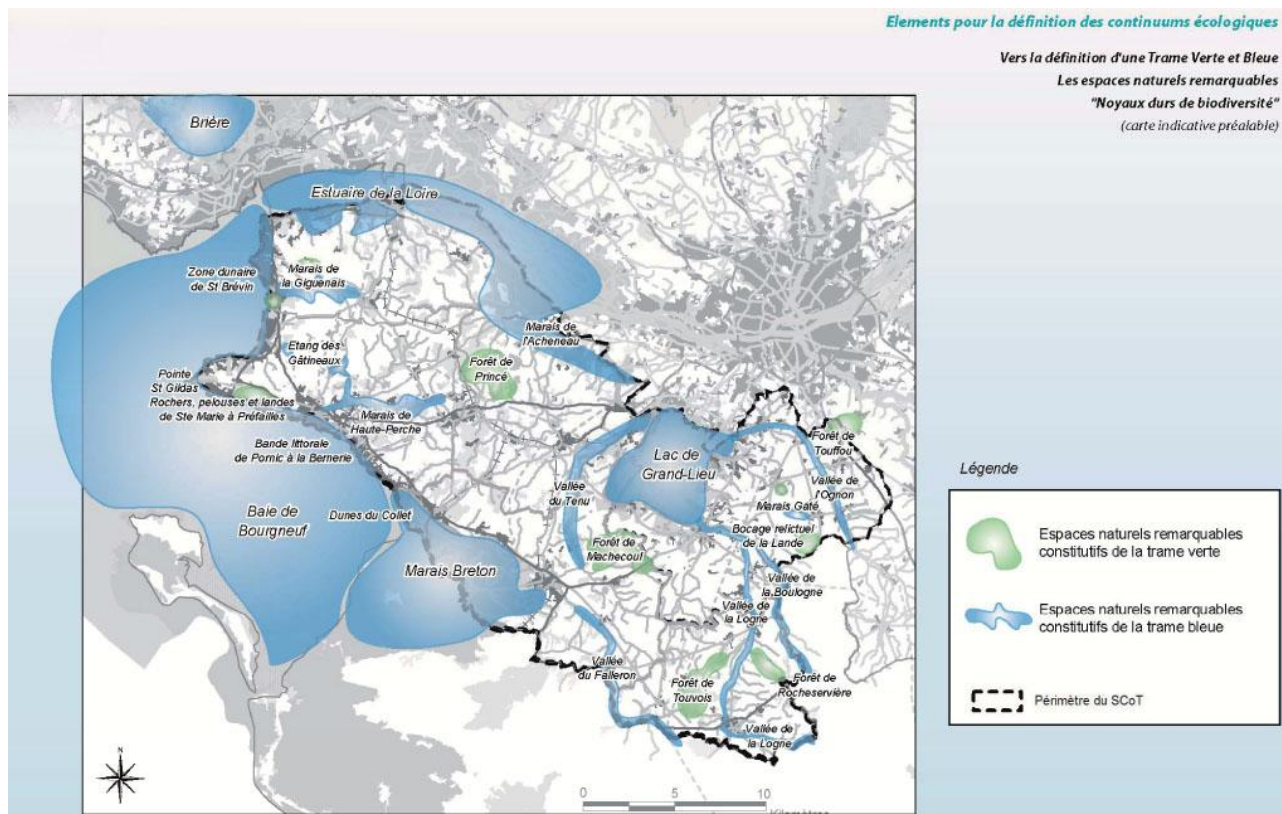 Elements pour la définition des continuums écologiques
Vers la définition d'une Trame Verte et Bleue
Les espaces naturels remarquables
"Noyaux durs de biodiversité"
(carte indicative préalable)
Brière
Estuaire de la Loire
Zone dunaire
de St Brévin
Marais de
la Giguenais
Marais de
l'Acheneau
Etang des
Gâtineaux
Forêt de
Princé
Pointe
St Gildas
Rochers, pelouses et landes
de Ste Marie à Préfailles
Marais de
Haute-Perche
Bande littorale
de Pornic à la Bernerie
Lac de
Grand-Lieu
Forêt de
Touffou
Vallée
du Tenu
Vallée de
l'Ognon
Marais Gaté
Baie de
Bourgneuf
Dunes du Collet
Bocage relictuel
de la Lande
Forêt de
Machecoul
Marais Breton
Vallée de
la Boulogne
Vallée de
la Logne
Vallée
du Falleron
Forêt de
Touvois
Forêt de
Rocheservière
Vallée de
la Logne
N
0 5 10
Kilomètres
Légende
Espaces naturels remarquables
constitutifs de la trame verte
Espaces naturels remarquables
constitutifs de la trame bleue
Périmètre du SCoT